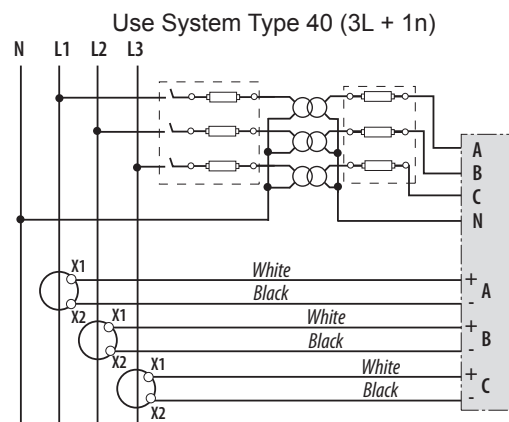 Use System Type 40 (3L + 1n)
N L1 L2 L3
A
B
C
N
X1 White +
A
Black -
X2 X1 White +
B
Black -
X2 X1 White +
C
Black -
X2